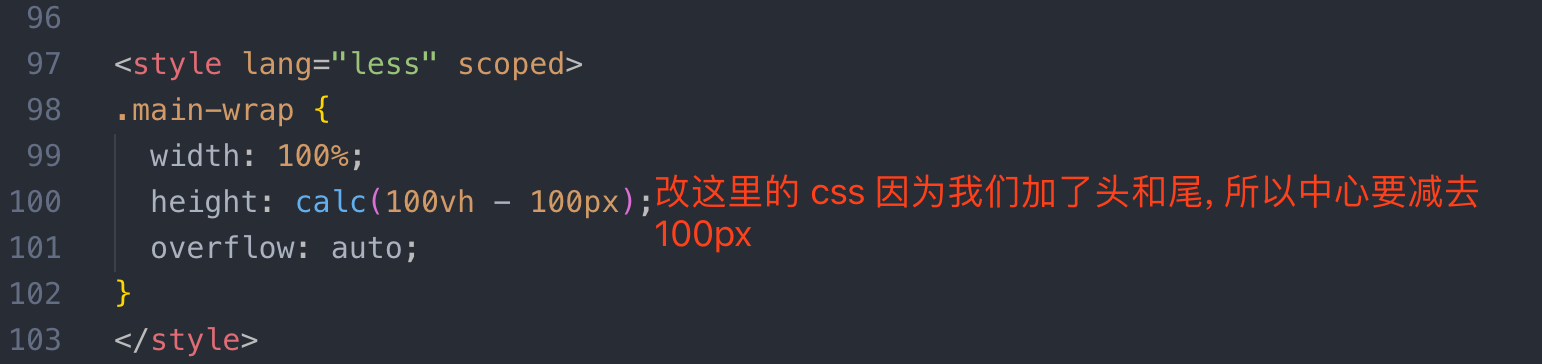 96
97 <style lang="less" scoped>
98 .main-wrap {
99 width: 100%;
100 height: calc(100vh - 100px);改这里的 css 因为我们加了头和尾, 所以中心要减去
100px
101 overflow: auto;
102 }
103 </style>